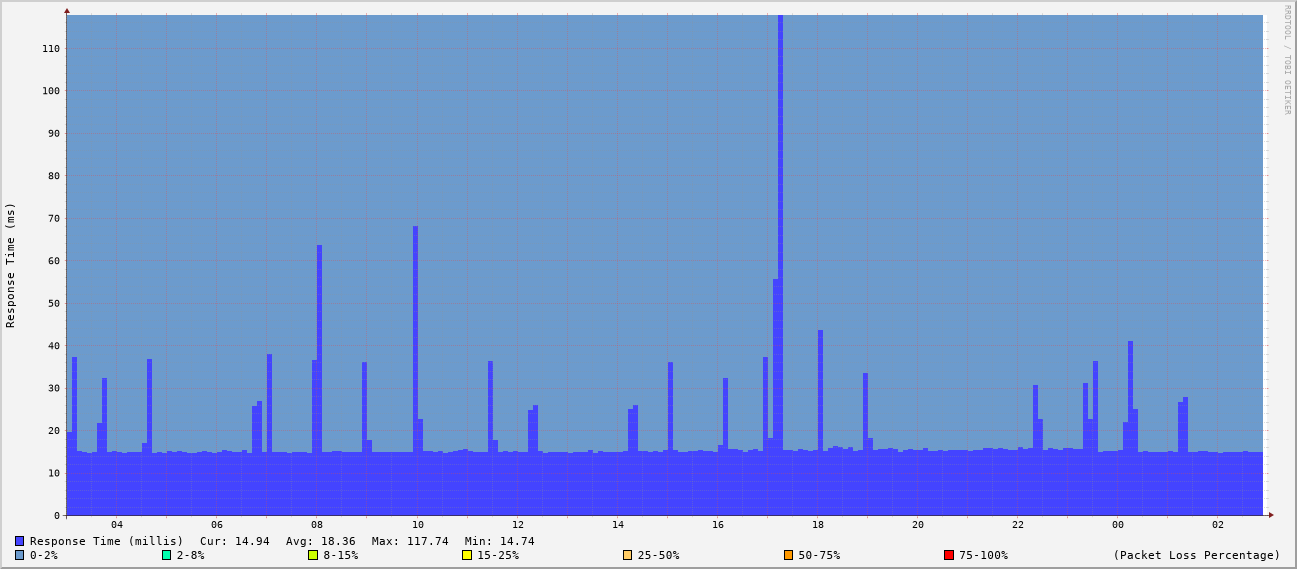 RRDTOOL / TOBI OETIKER
Response Time (ms)
110
100
90
80
70
60
50
40
30
20
10
0
04 06 08 10 12 14 16 18 20 22 00 02
Response Time (millis) Cur: 14.94 Avg: 18.36 Max: 117.74 Min: 14.74
0-2% 2-8% 8-15% 15-25% 25-50% 50-75% 75-100% (Packet Loss Percentage)